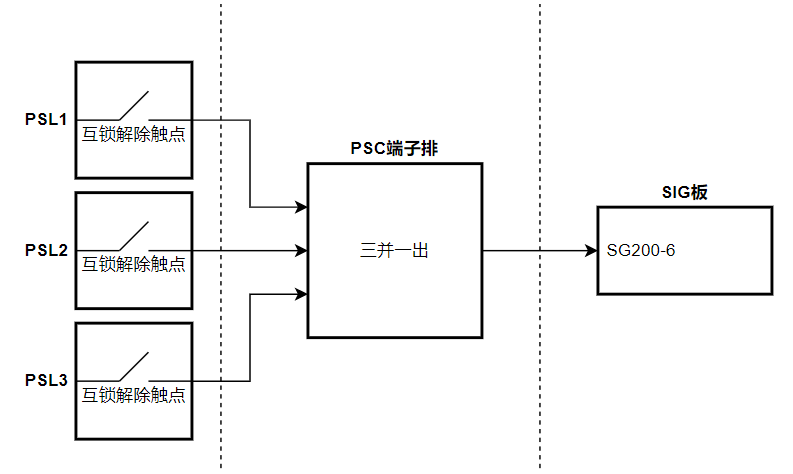 PSL1
互锁解除触点
PSC端子排
SIG板
PSL2
互锁解除触点
三并一出
SG200-6
PSL3
互锁解除触点